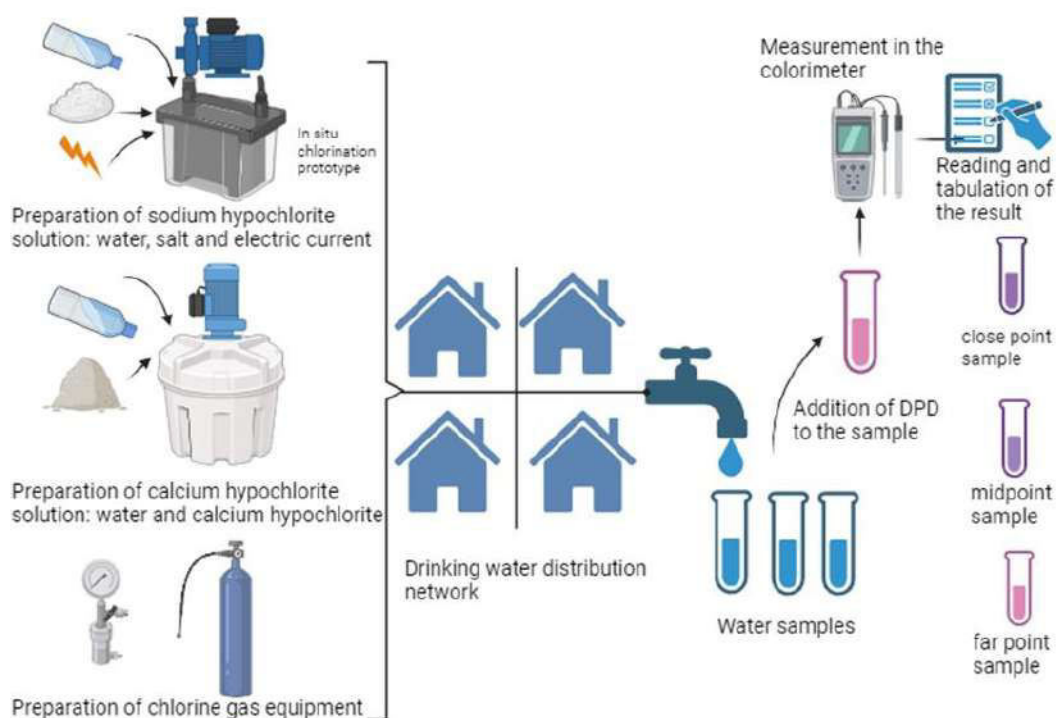 In situ
chlorination
prototype
Preparation of sodium hypochlorite
solution: water, salt and electric current
Preparation of calcium hypochlorite
solution: water and calcium hypochlorite
Preparation of chlorine gas equipment
Drinking water distribution
network
Water samples
Addition of DPD
to the sample
Measurement in the
colorimeter
Reading and
tabulation of
the result
close point
sample
midpoint
sample
far point
sample